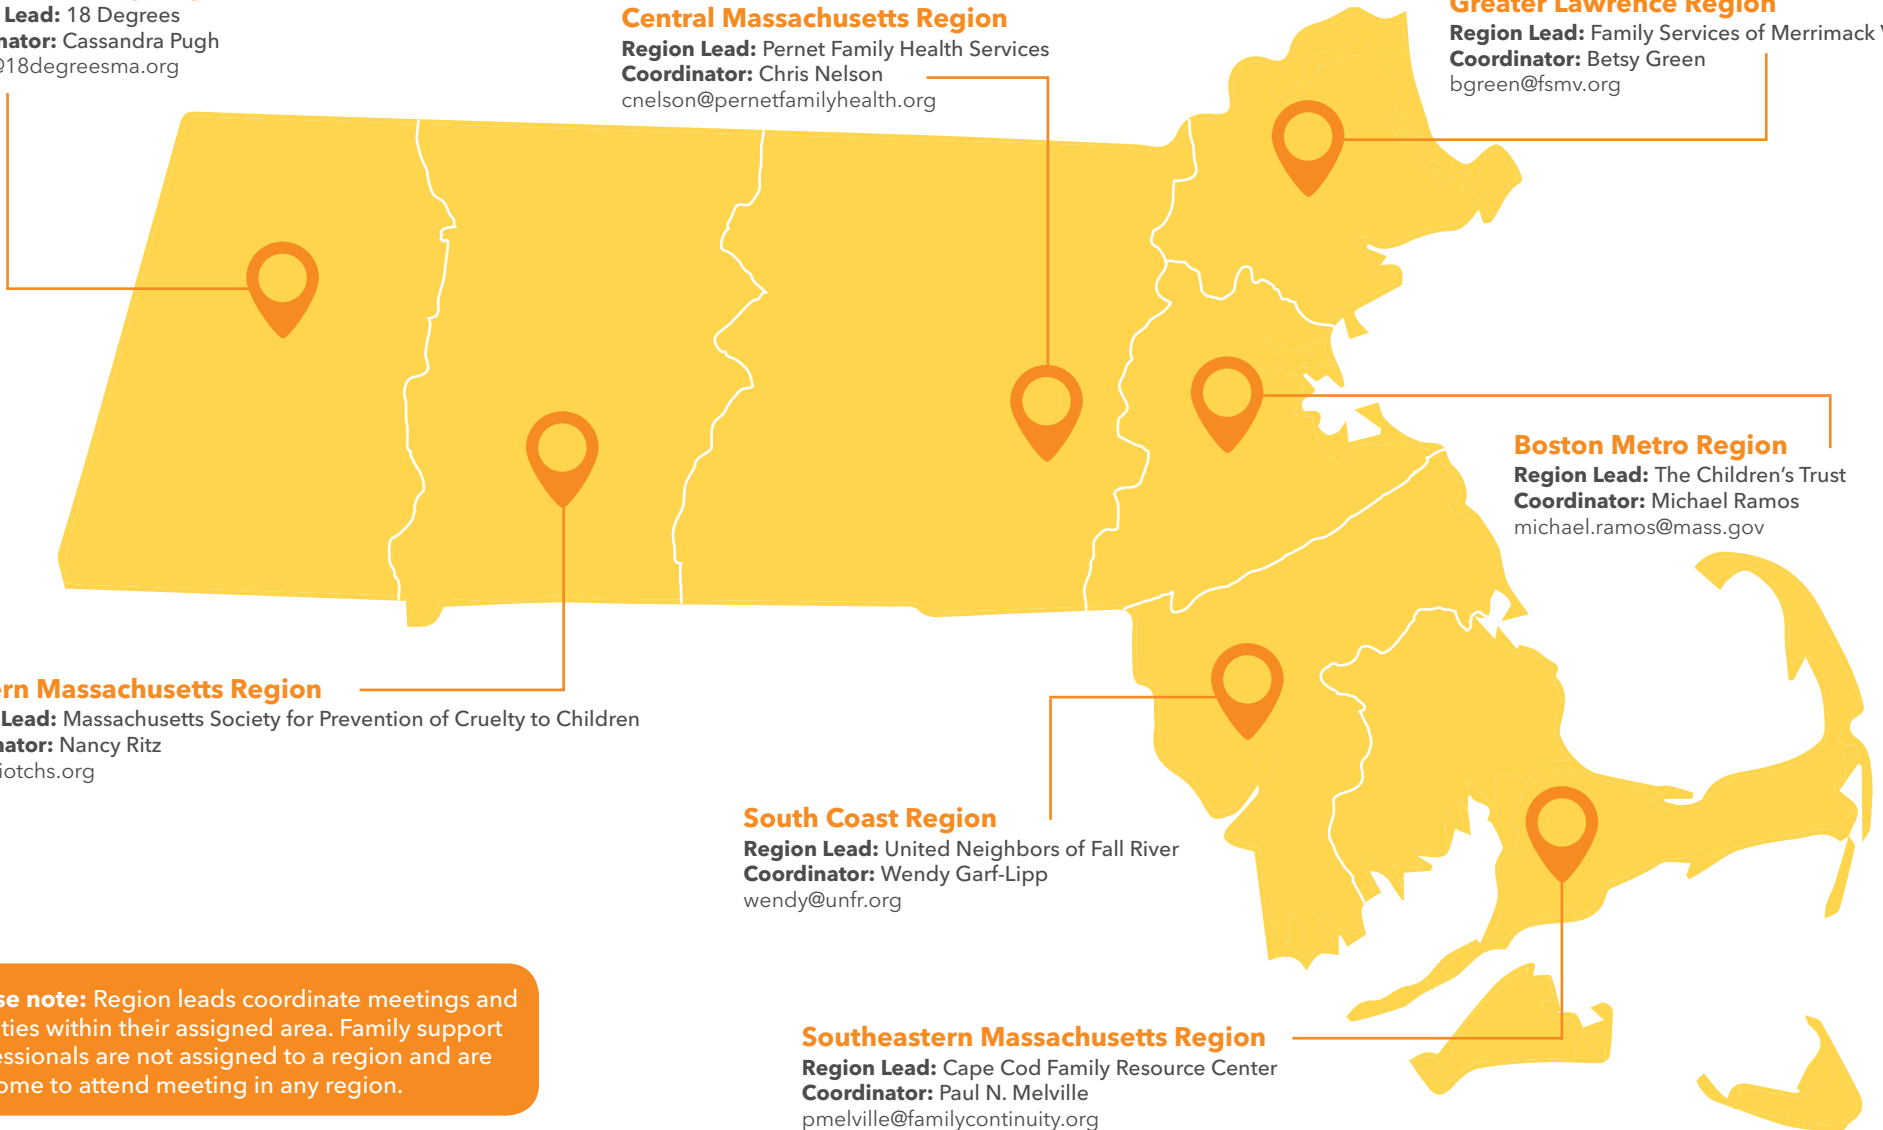 Lead: 18 Degrees
nator: Cassandra Pugh
@18degreesma.org
Central Massachusetts Region
Region Lead: Pernet Family Health Services
Coordinator: Chris Nelson
cnelson@pernetfamilyhealth.org
Greater Lawrence Region
Region Lead: Family Services of Merrimack
Coordinator: Betsy Green
bgreen@fsmv.org
Boston Metro Region
Region Lead: The Children’s Trust
Coordinator: Michael Ramos
michael.ramos@mass.gov
rn Massachusetts Region
Lead: Massachusetts Society for Prevention of Cruelty to Children
nator: Nancy Ritz
iotchs.org
South Coast Region
Region Lead: United Neighbors of Fall River
Coordinator: Wendy Garf-Lipp
wendy@unfr.org
se note: Region leads coordinate meetings and
ties within their assigned area. Family support
essionals are not assigned to a region and are
ome to attend meeting in any region.
Southeastern Massachusetts Region
Region Lead: Cape Cod Family Resource Center
Coordinator: Paul N. Melville
pmelville@familycontinuity.org